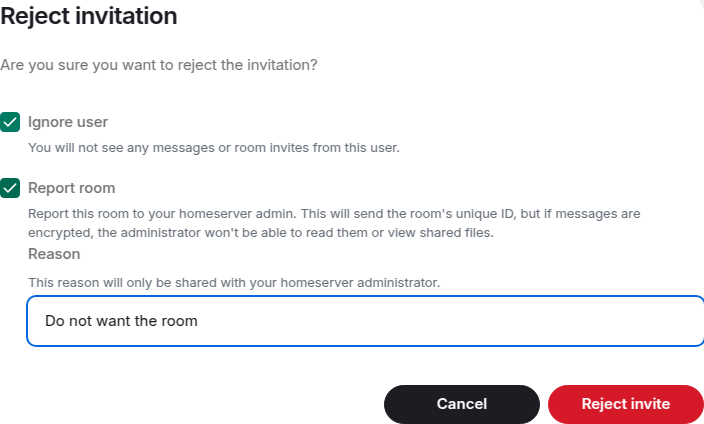 Reject invitation
Are you sure you want to reject the invitation?
Ignore user
You will not see any messages or room invites from this user.
Report room
Report this room to your homeserver admin. This will send the room's unique ID, but if messages are
encrypted, the administrator won't be able to read them or view shared files.
Reason
This reason will only be shared with your homeserver administrator.
Do not want the room
Cancel
Reject invite